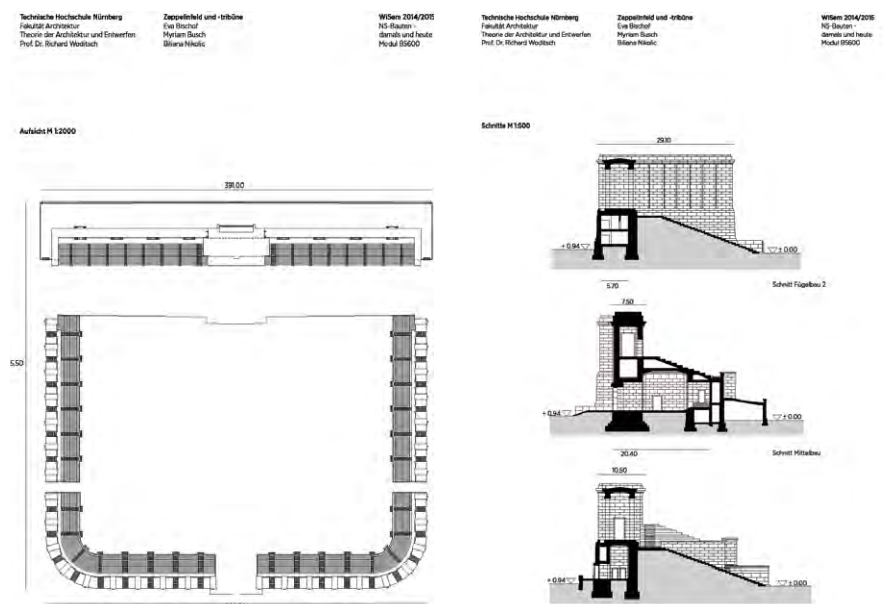 Technische Hochschule Nürnberg
Fakultät Architektur
Theorie der Architektur und Entwerfen
Prof. Dr. Richard Woditsch
Zeppelinfeld und -tribüne
Eva Bischof
Myriam Busch
Biliana Nikolic
WiSem 2014/2015
NS-Bauten -
damals und heute
Modul B5600
Aufsicht M 1:2000
391.00
5.50
Technische Hochschule Nürnberg
Fakultät Architektur
Theorie der Architektur und Entwerfen
Prof. Dr. Richard Woditsch
Zeppelinfeld und -tribüne
Eva Bischof
Myriam Busch
Biliana Nikolic
WiSem 2014/2015
NS-Bauten -
damals und heute
Modul B5600
Schnitte M 1:500
29.10
+ 0.94
± 0.00
5.70
Schnitt Fügelbau 2
7.50
+ 0.94
± 0.00
20.40
Schnitt Mittelbau
10.50
+ 0.94
± 0.00